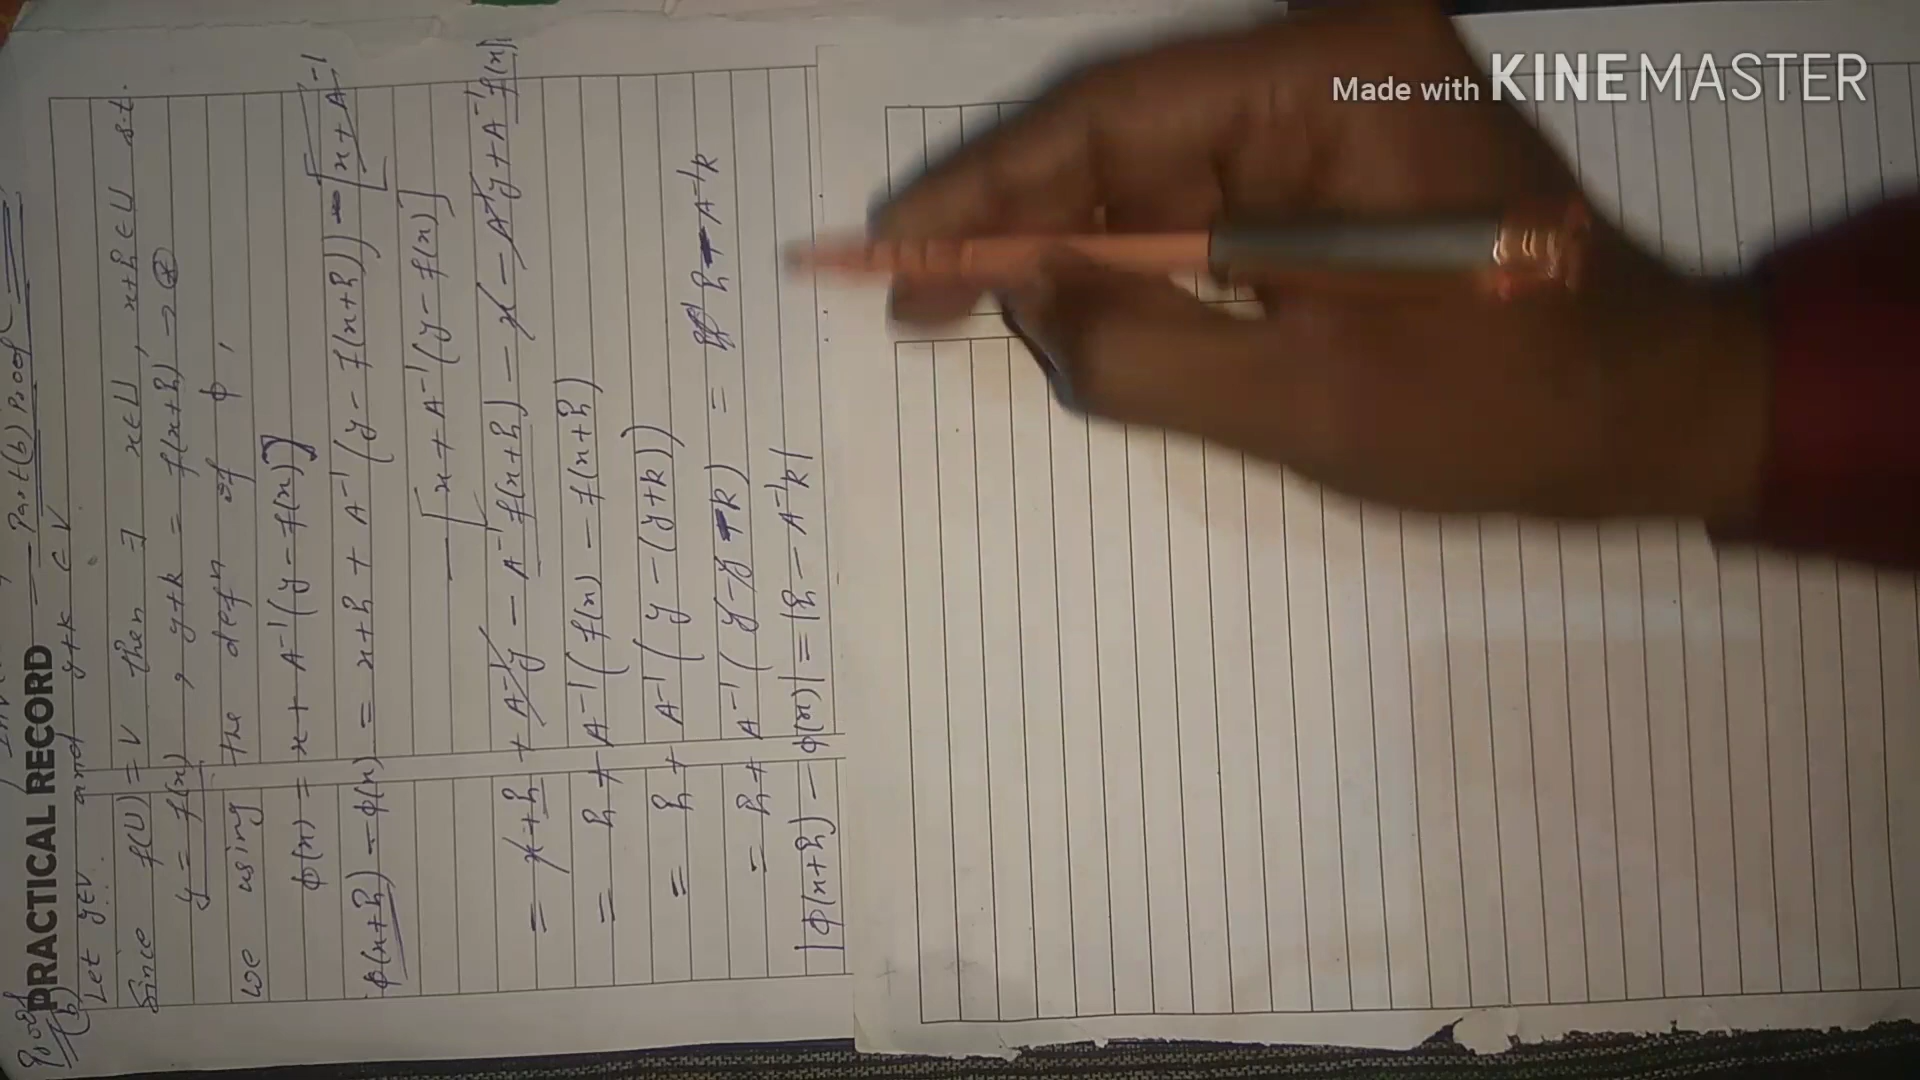 Made with KINEMASTER
Part(b) Proof
Proof
PRACTICAL RECORD
(b)
Let y∈V and y+k ∈ V
Since f(U) = V then ∃ x∈U, x+h∈U s.t.
y = f(x), y+k = f(x+h) → ⊛
we using the defn of φ,
φ(x) = x + A⁻¹(y - f(x))
φ(x+h) - φ(x) = x+h + A⁻¹(y - f(x+h)) - [x + A⁻¹
- [x + A⁻¹(y - f(x)]
= x+h + A⁻¹y - A⁻¹f(x+h) - x - A⁻¹y + A⁻¹f(x)
= h + A⁻¹(f(x) - f(x+h)
= h + A⁻¹(y - (y+k))
= h + A⁻¹(y - y - k) = h - A⁻¹k
|φ(x+h) - φ(x)| = |h - A⁻¹k|